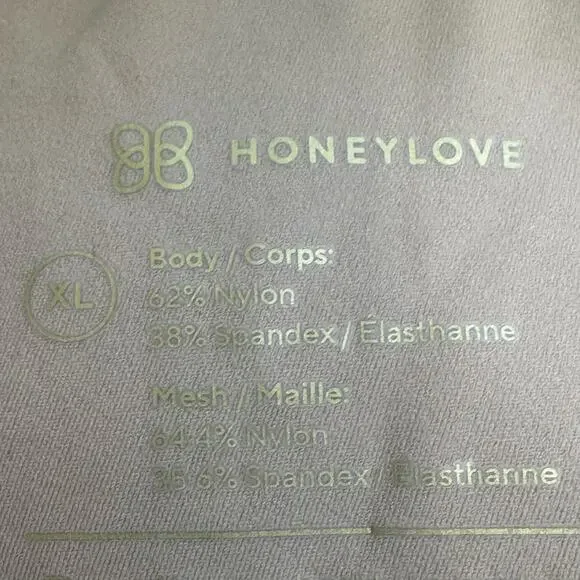 HONEYLOVE
XL
Body / Corps:
62% Nylon
38% Spandex / Élasthanne
Mesh / Maille:
64.4% Nylon
35.6% Spandex / Élasthanne